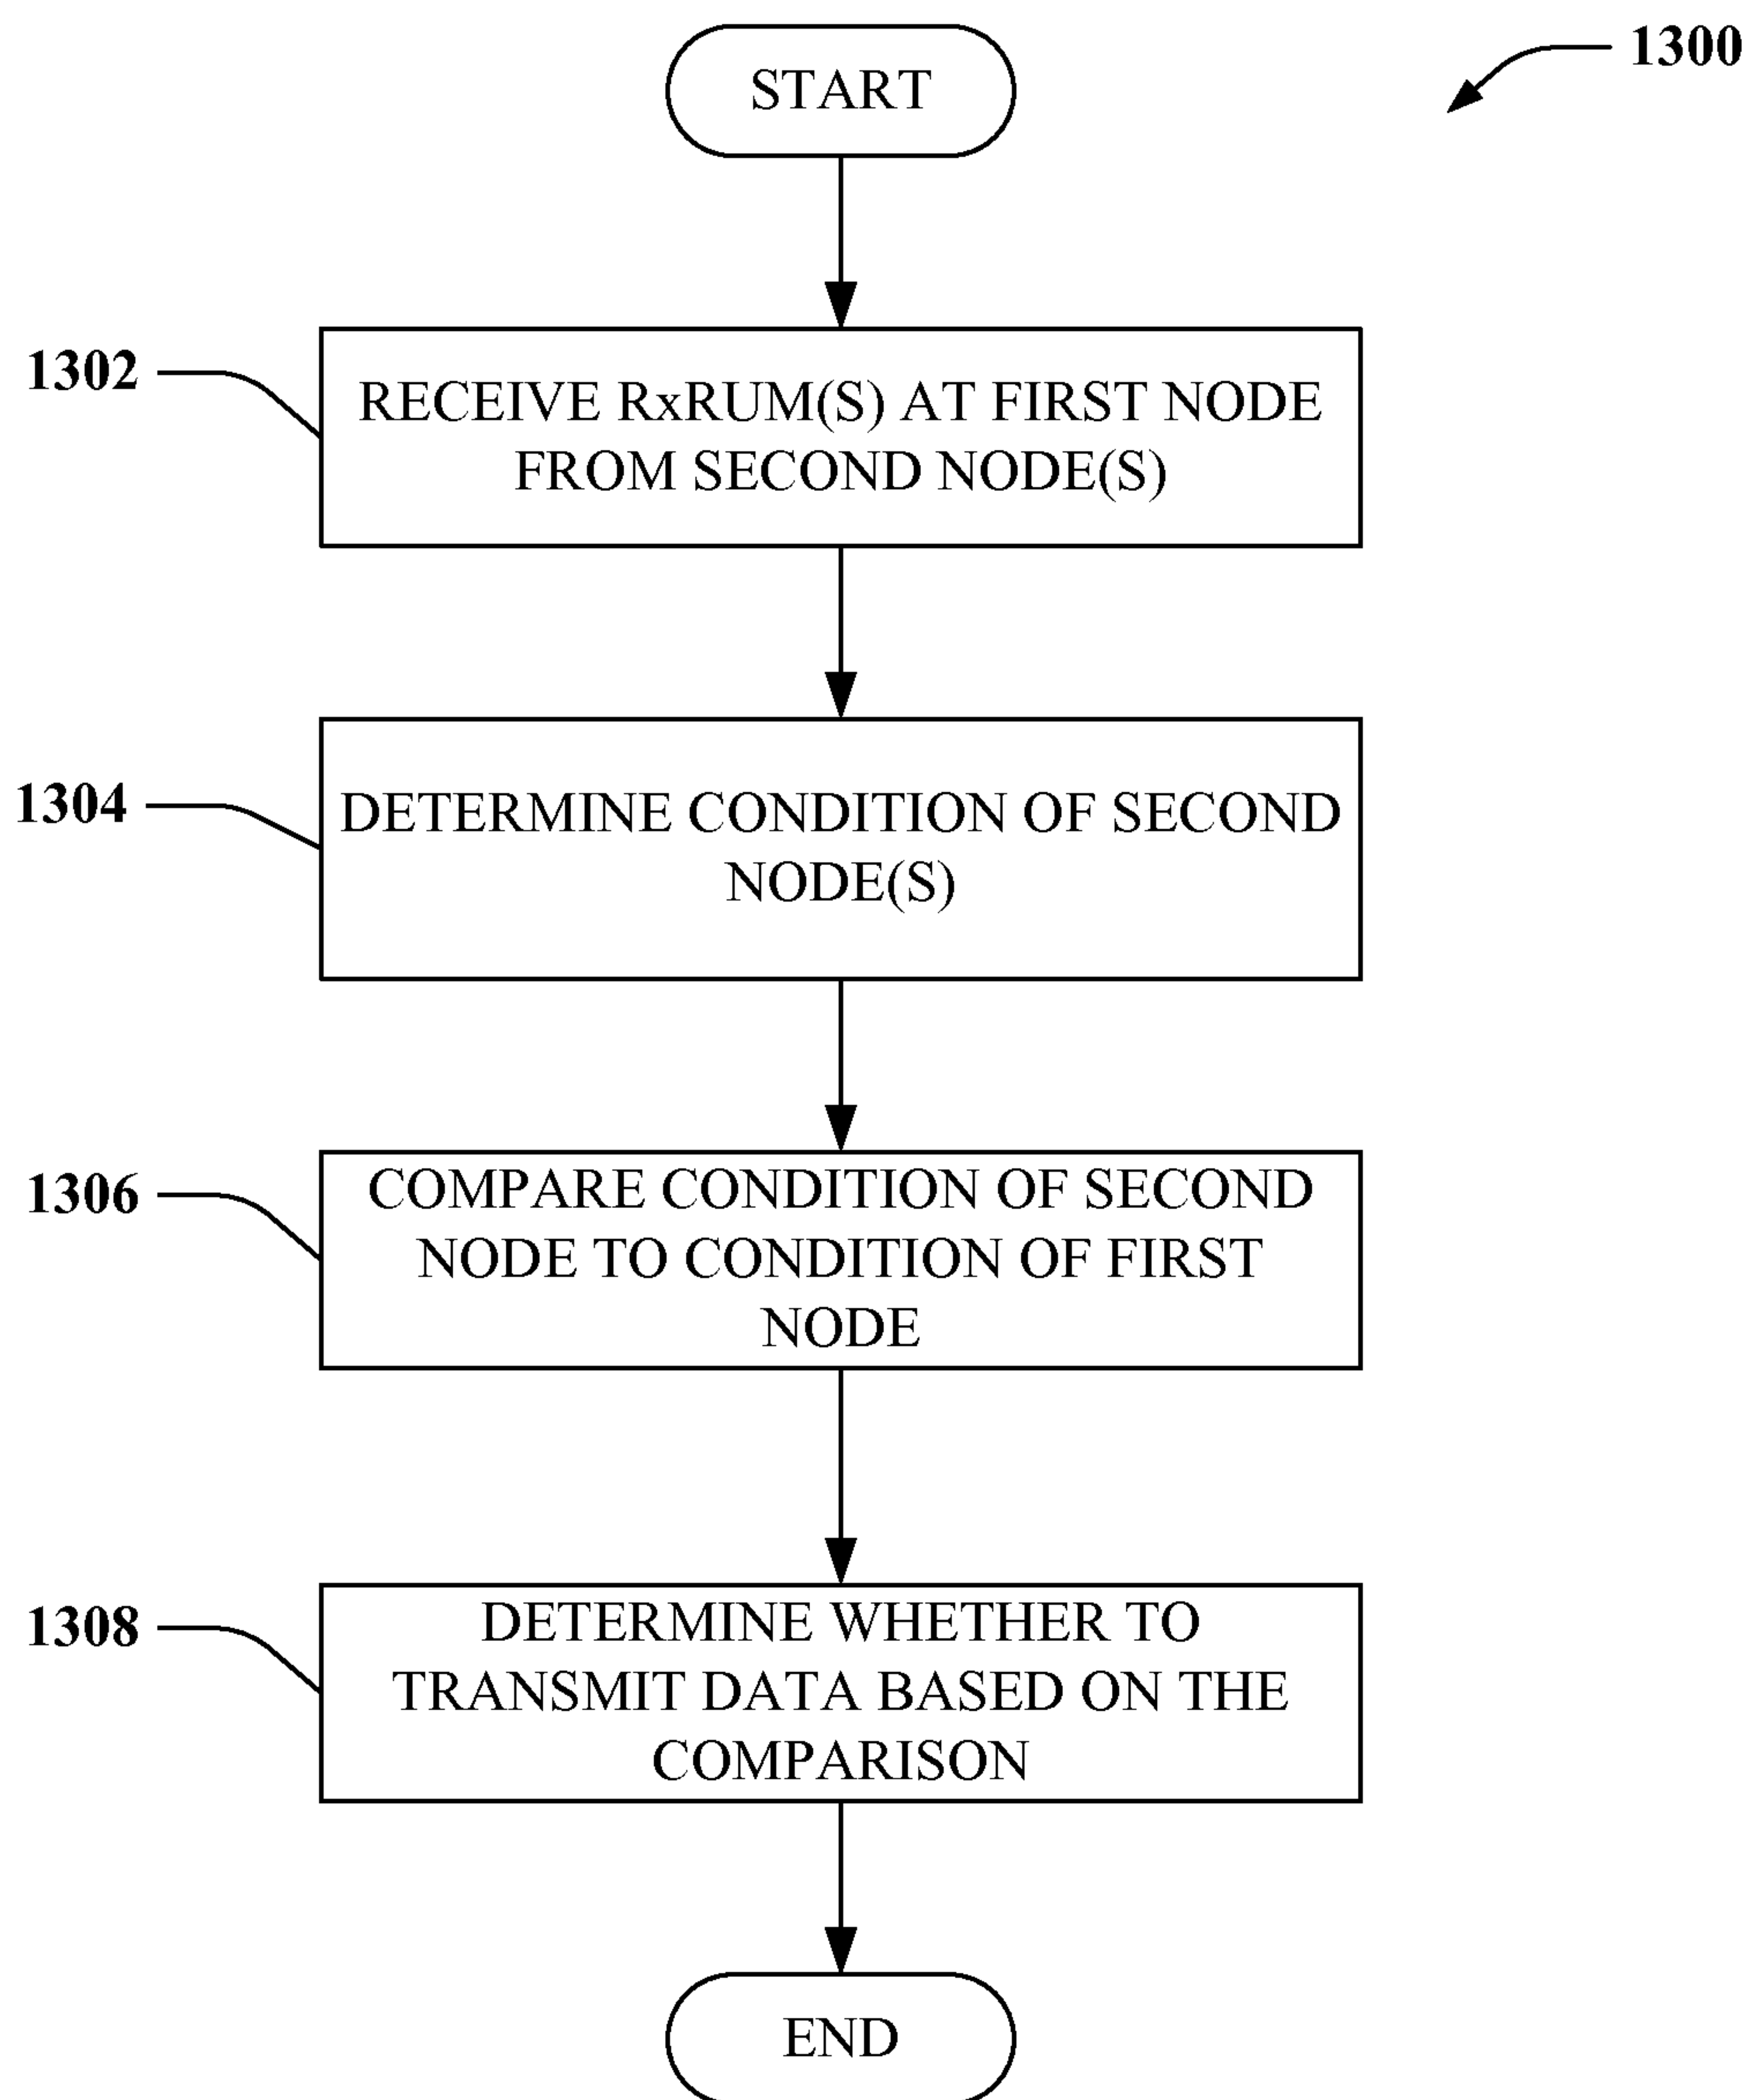 1300
START
1302
RECEIVE RxRUM(S) AT FIRST NODE
FROM SECOND NODE(S)
1304
DETERMINE CONDITION OF SECOND
NODE(S)
1306
COMPARE CONDITION OF SECOND
NODE TO CONDITION OF FIRST
NODE
1308
DETERMINE WHETHER TO
TRANSMIT DATA BASED ON THE
COMPARISON
END